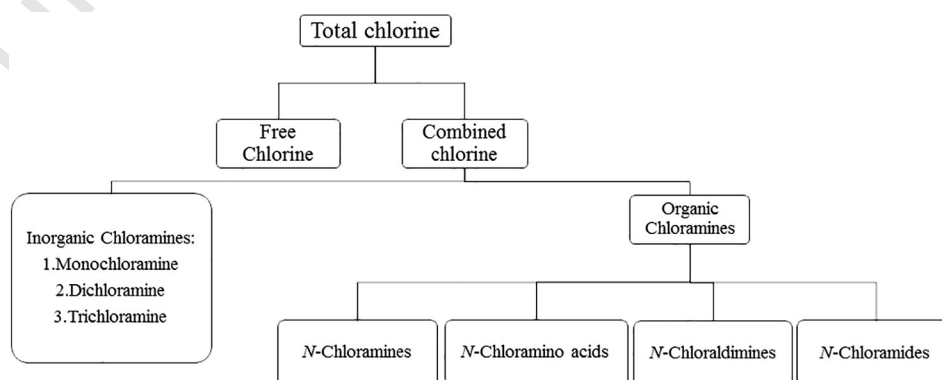 Total chlorine
Free
Chlorine
Combined
chlorine
Inorganic Chloramines:
1.Monochloramine
2.Dichloramine
3.Trichloramine
Organic
Chloramines
N-Chloramines
N-Chloramino acids
N-Chloraldimines
N-Chloramides